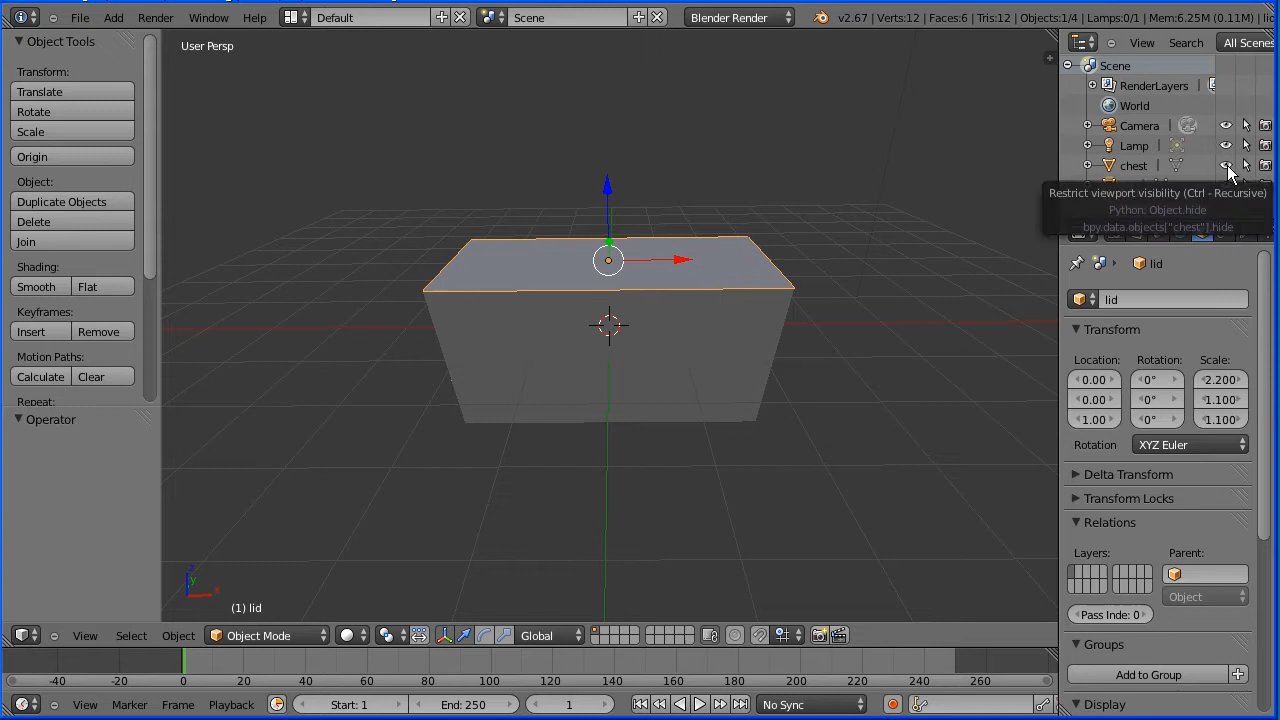 File Add Render Window Help Default Scene Blender Render v2.67 | Verts:12 | Faces:6 | Tris:12 | Objects:1/4 | Lamps:0/1 | Mem:6.25M (0.11M) | lid
Object Tools
User Persp
View Search All Scenes
Scene
RenderLayers
World
Camera
Lamp
chest
Restrict viewport visibility (Ctrl - Recursive)
Python: Object.hide
bpy.data.objects["chest"].hide
Transform:
Translate
Rotate
Scale
Origin
Object:
Duplicate Objects
Delete
Join
Shading:
Smooth Flat
Keyframes:
Insert Remove
Motion Paths:
Calculate Clear
Repeat:
Operator
z
y
x
(1) lid
lid
lid
Transform
Location: Rotation: Scale:
0.00 0° 2.200
0.00 0° 1.100
1.00 0° 1.100
Rotation XYZ Euler
Delta Transform
Transform Locks
Relations
Layers: Parent:
Object
Pass Inde: 0
Groups
Add to Group
Display
View Select Object Object Mode Global
-40 -20 0 20 40 60 80 100 120 140 160 180 200 220 240 260
View Marker Frame Playback Start: 1 End: 250 1 No Sync